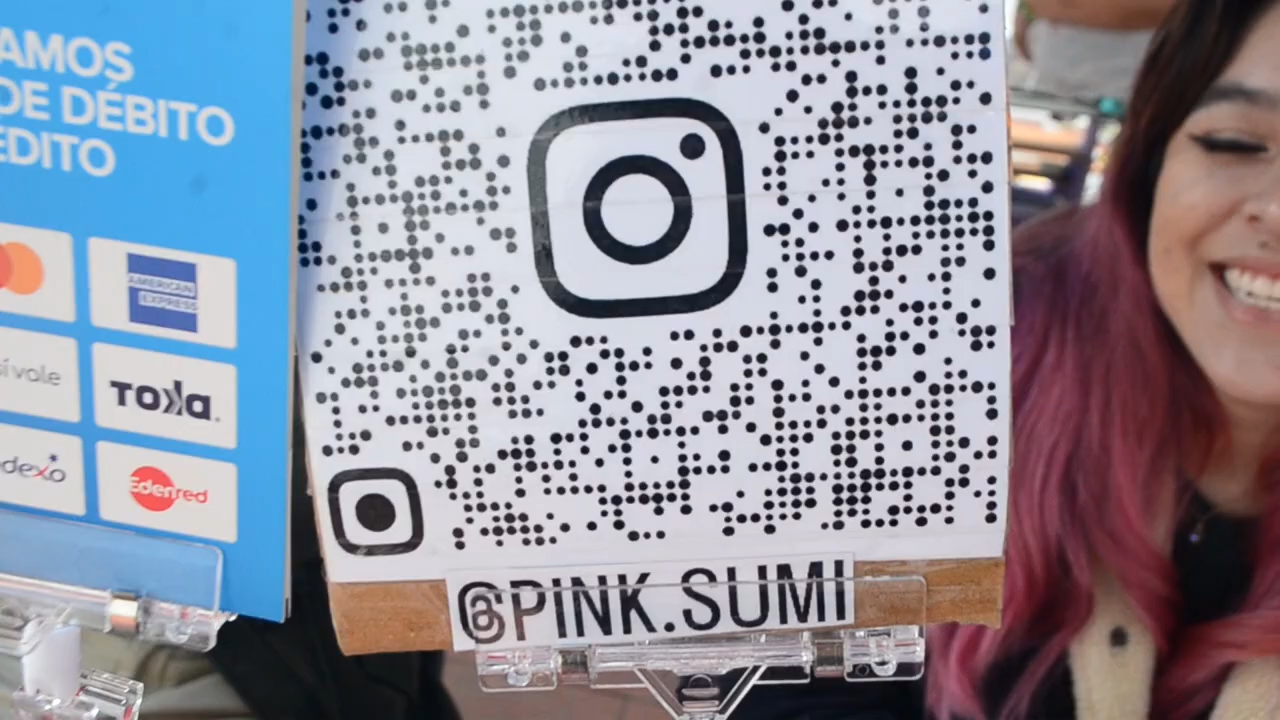 AMOS
DE DÉBITO
EDITO
AMERICAN
EXPRESS
sí vale
TOKA
dexo
Edenred
@PINK.SUMI